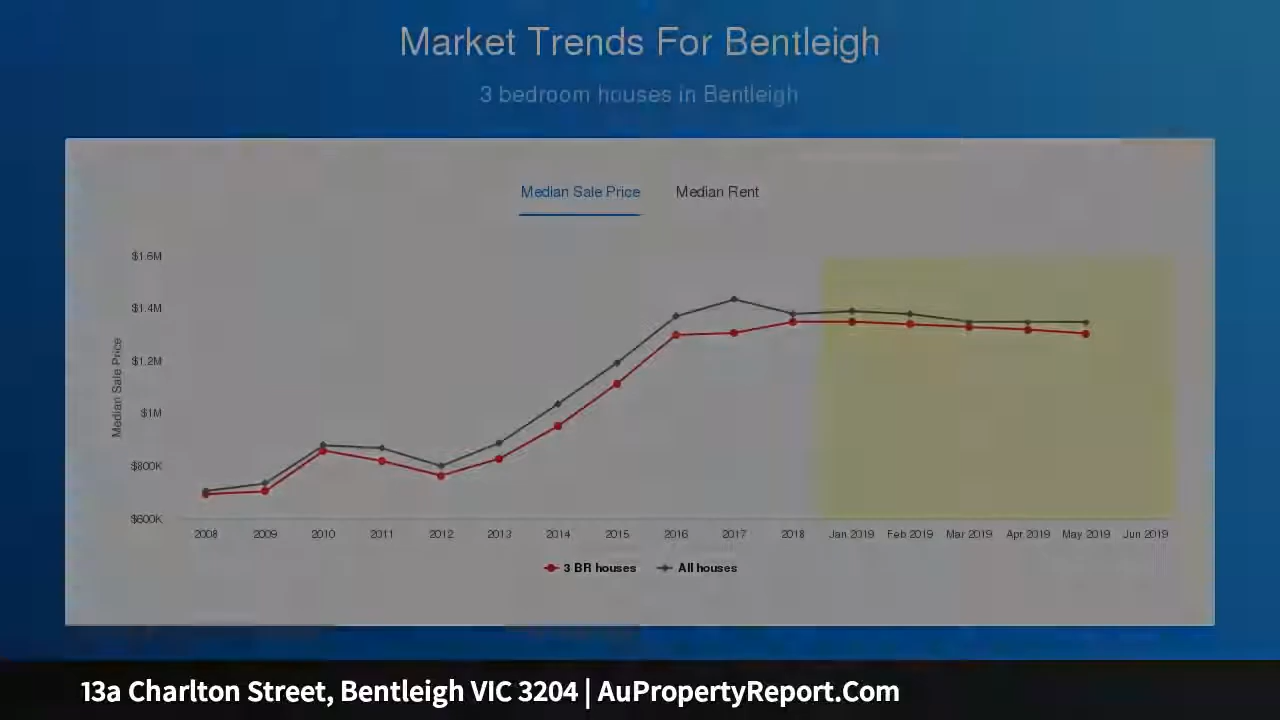 Market Trends For Bentleigh
3 bedroom houses in Bentleigh
Median Sale Price Median Rent
$1.6M
$1.4M
$1.2M
$1M
$800K
$600K
Median Sale Price
2008 2009 2010 2011 2012 2013 2014 2015 2016 2017 2018 Jan 2019 Feb 2019 Mar 2019 Apr 2019 May 2019 Jun 2019
3 BR houses All houses
13a Charlton Street, Bentleigh VIC 3204 | AuPropertyReport.Com